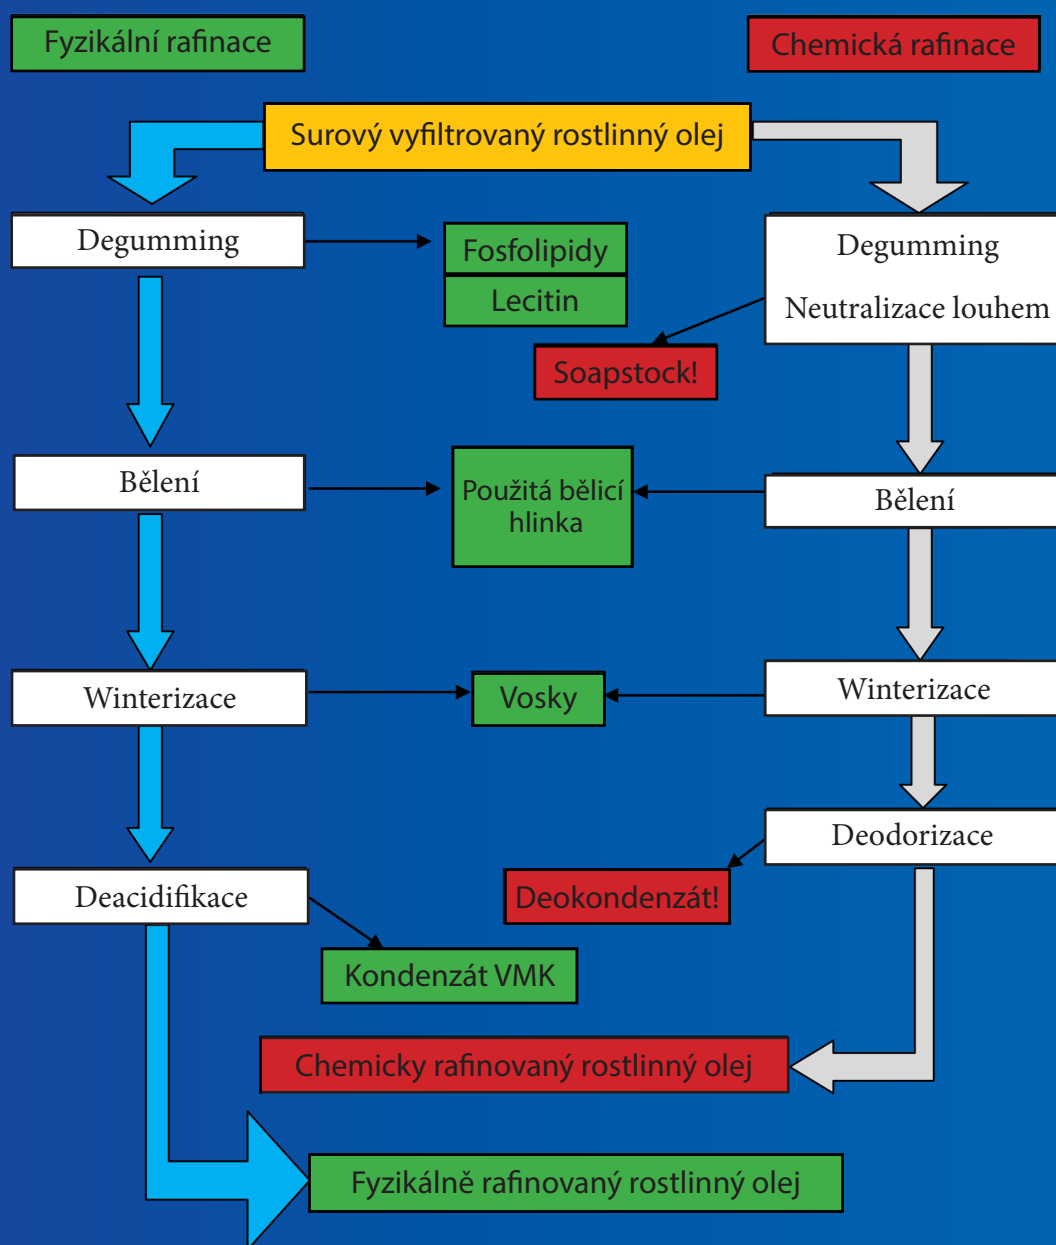 Fyzikální rafinace
Chemická rafinace
Surový vyfiltrovaný rostlinný olej
Degumming
Fosfolipidy
Lecitin
Degumming
Neutralizace louhem
Soapstock!
Bělení
Použitá bělicí
hlinka
Bělení
Winterizace
Vosky
Winterizace
Deodorizace
Deacidifikace
Deokondenzát!
Kondenzát VMK
Chemicky rafinovaný rostlinný olej
Fyzikálně rafinovaný rostlinný olej